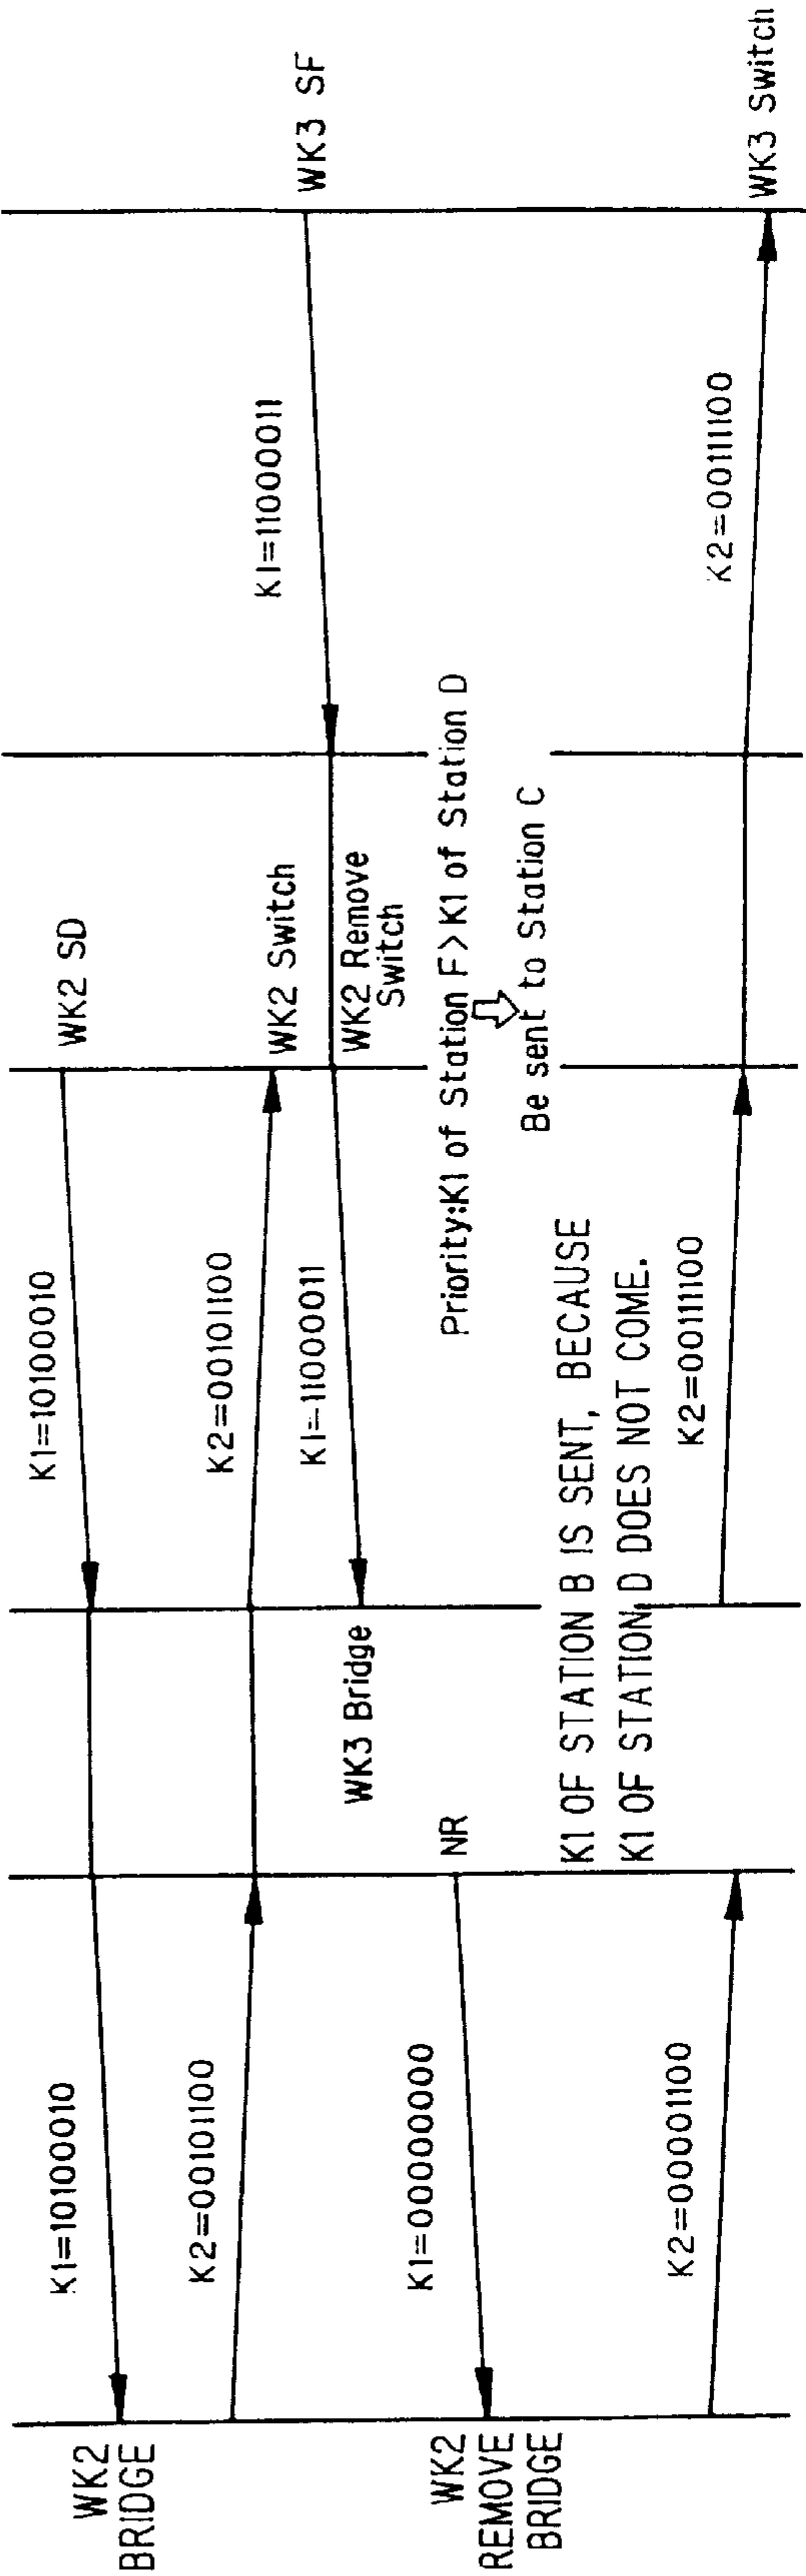 WK2
BRIDGE
K1=10100010
K1=10100010
WK2 SD
K2=00101100
K2=00101100
WK2 Switch
K1=11000011
WK3 SF
K1=11000011
WK2 Remove
Switch
WK3 Bridge
WK2
REMOVE
BRIDGE
K1=00000000
NR
Priority:K1 of Station F>K1 of Station D
Be sent to Station C
K1 OF STATION B IS SENT, BECAUSE
K1 OF STATION D DOES NOT COME.
K2=00001100
K2=00111100
K2=00111100
WK3 Switch